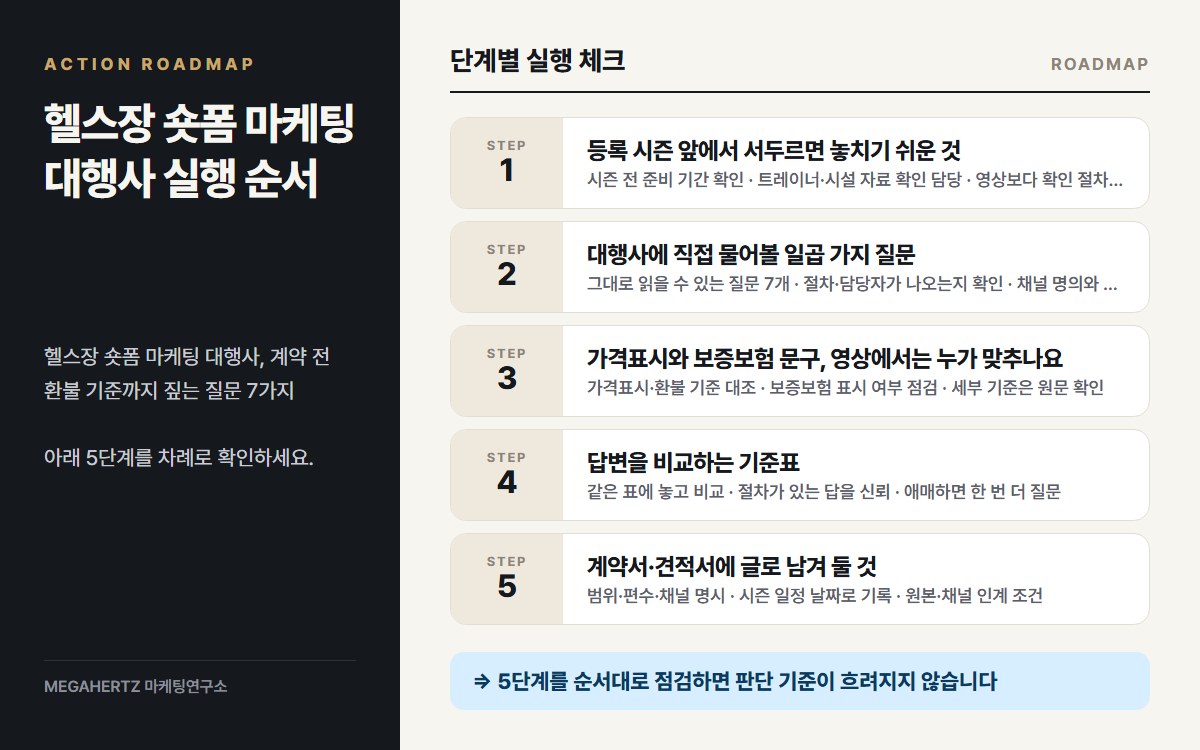 ACTION ROADMAP
헬스장 숏폼 마케팅
대행사 실행 순서
헬스장 숏폼 마케팅 대행사, 계약 전
환불 기준까지 짚는 질문 7가지
아래 5단계를 차례로 확인하세요.
MEGAHERTZ 마케팅연구소
단계별 실행 체크
ROADMAP
STEP
1
등록 시즌 앞에서 서두르면 놓치기 쉬운 것
시즌 전 준비 기간 확인 · 트레이너·시설 자료 확인 담당 · 영상보다 확인 절차...
STEP
2
대행사에 직접 물어볼 일곱 가지 질문
그대로 읽을 수 있는 질문 7개 · 절차·담당자가 나오는지 확인 · 채널 명의와 ...
STEP
3
가격표시와 보증보험 문구, 영상에서는 누가 맞추나요
가격표시·환불 기준 대조 · 보증보험 표시 여부 점검 · 세부 기준은 원문 확인
STEP
4
답변을 비교하는 기준표
같은 표에 놓고 비교 · 절차가 있는 답을 신뢰 · 애매하면 한 번 더 질문
STEP
5
계약서·견적서에 글로 남겨 둘 것
범위·편수·채널 명시 · 시즌 일정 날짜로 기록 · 원본·채널 인계 조건
⇒ 5단계를 순서대로 점검하면 판단 기준이 흐려지지 않습니다